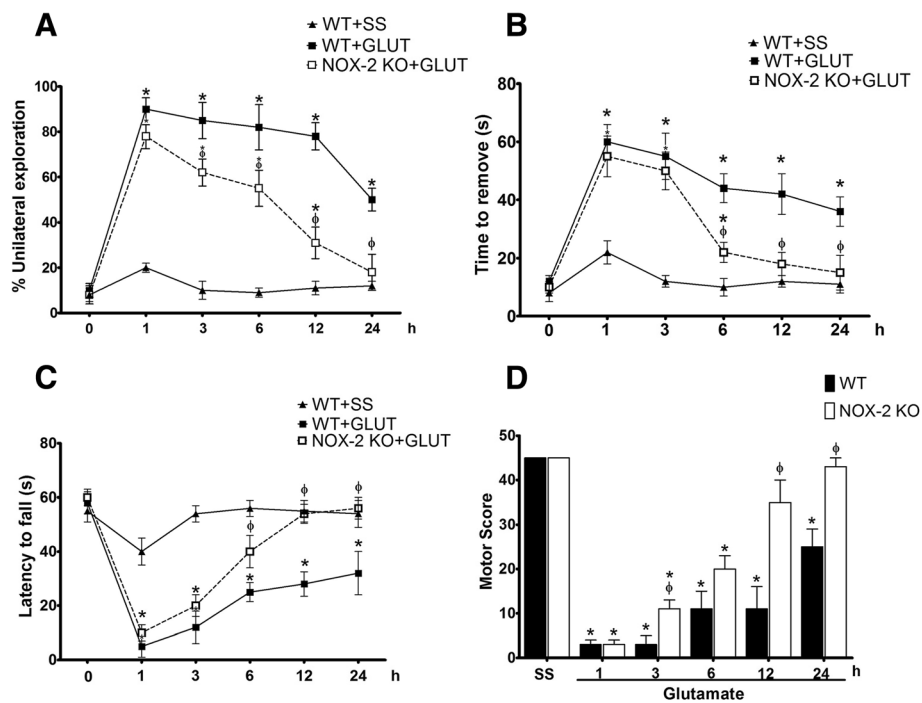 A
WT+SS
WT+GLUT
NOX-2 KO+GLUT
% Unilateral exploration
100
80
60
40
20
0
* * * * *
* * * *
ϕ ϕ ϕ ϕ
0 1 3 6 12 24 h
B
WT+SS
WT+GLUT
NOX-2 KO+GLUT
Time to remove (s)
80
60
40
20
0
* * * * *
* * *
ϕ ϕ ϕ
0 1 3 6 12 24 h
C
WT+SS
WT+GLUT
NOX-2 KO+GLUT
Latency to fall (s)
80
60
40
20
0
ϕ ϕ ϕ
* * * * *
0 1 3 6 12 24 h
D
WT
NOX-2 KO
Motor Score
50
40
30
20
10
0
* * * * * * * *
ϕ ϕ ϕ
SS 1 3 6 12 24 h
Glutamate